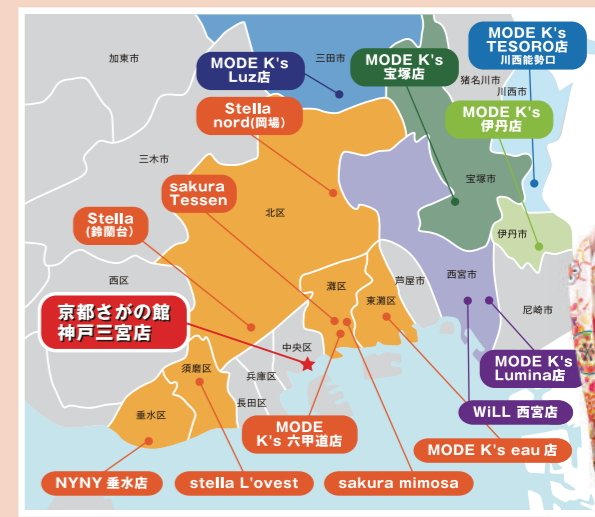 加東市
三田市
猪名川市
川西市
三木市
宝塚市
北区
伊丹市
西区
灘区
東灘区
芦屋市
西宮市
尼崎市
中央区
兵庫区
須磨区
長田区
垂水区
MODE K's
Luz店
MODE K's
宝塚店
MODE K's
TESORO店
川西能勢口
MODE K's
伊丹店
Stella
nord(岡場)
sakura
Tessen
Stella
(鈴蘭台)
京都さがの館
神戸三宮店
MODE K's
Lumina店
WiLL 西宮店
MODE
K's 六甲道店
MODE K's eau 店
NYNY 垂水店
stella L'ovest
sakura mimosa